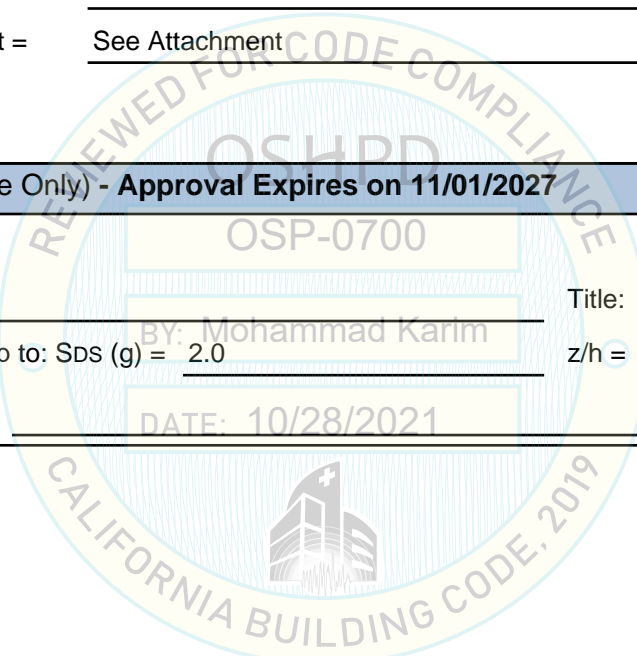 t = See Attachment
REVIEWED FOR CODE COMPLIANCE
OSHPD
e Only) - Approval Expires on 11/01/2027
OSP-0700
Title:
BY: Mohammad Karim
o to: SDS (g) = 2.0 z/h =
DATE: 10/28/2021
CALIFORNIA BUILDING CODE, 2019